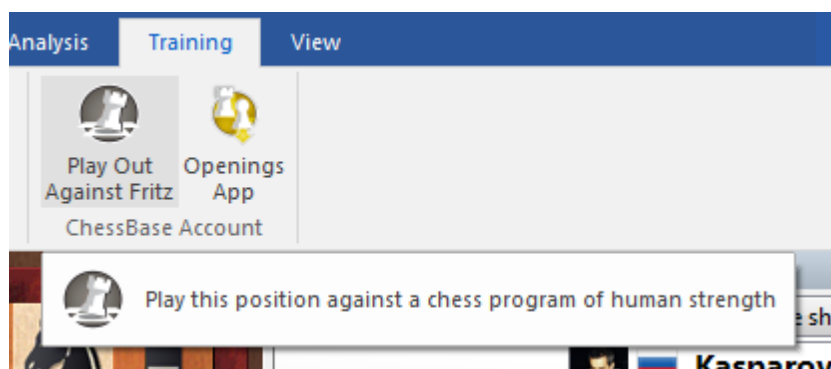 Analysis Training View
Play Out Openings
Against Fritz App
ChessBase Account
Play this position against a chess program of human strength
Kasparov